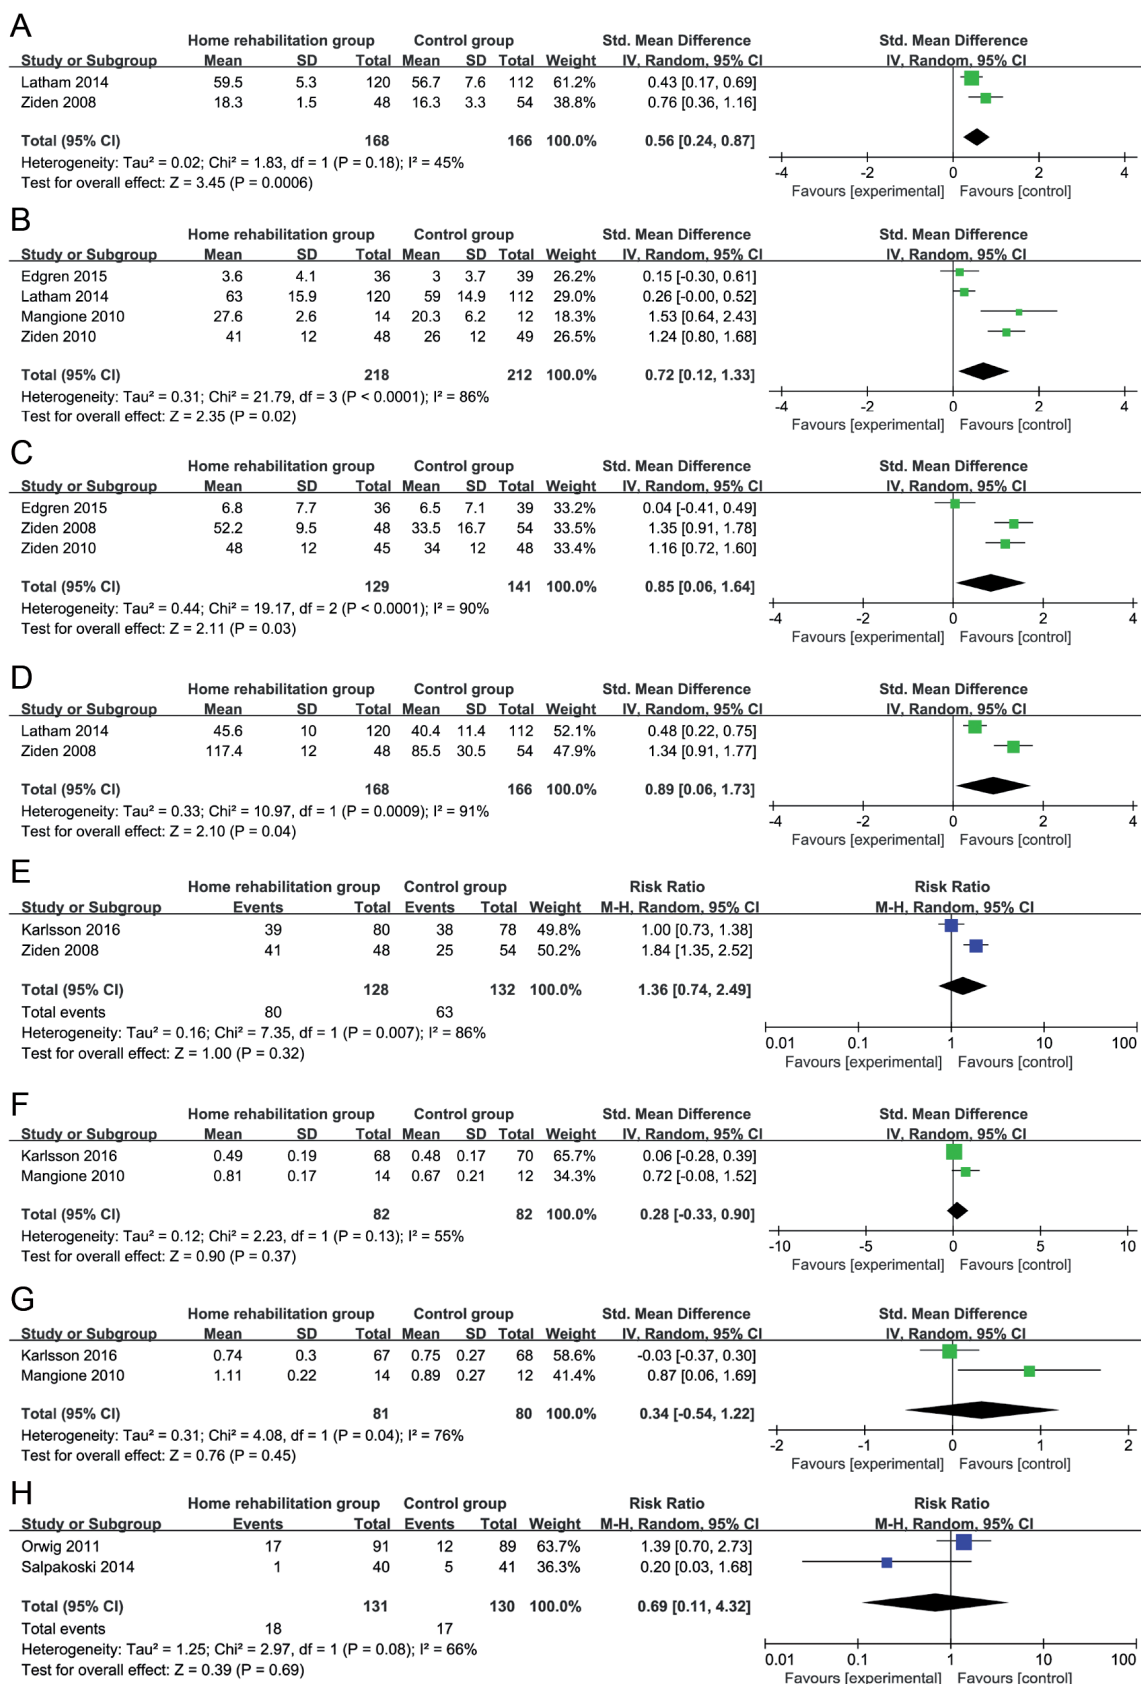 A
Home rehabilitation group Control group Std. Mean Difference Std. Mean Difference
Study or Subgroup Mean SD Total Mean SD Total Weight IV, Random, 95% CI IV, Random, 95% CI
Latham 2014 59.5 5.3 120 56.7 7.6 112 61.2% 0.43 [0.17, 0.69]
Ziden 2008 18.3 1.5 48 16.3 3.3 54 38.8% 0.76 [0.36, 1.16]
Total (95% CI) 168 166 100.0% 0.56 [0.24, 0.87]
Heterogeneity: Tau² = 0.02; Chi² = 1.83, df = 1 (P = 0.18); I² = 45%
Test for overall effect: Z = 3.45 (P = 0.0006)
-4 -2 0 2 4
Favours [experimental] Favours [control]
B
Home rehabilitation group Control group Std. Mean Difference Std. Mean Difference
Study or Subgroup Mean SD Total Mean SD Total Weight IV, Random, 95% CI IV, Random, 95% CI
Edgren 2015 3.6 4.1 36 3 3.7 39 26.2% 0.15 [-0.30, 0.61]
Latham 2014 63 15.9 120 59 14.9 112 29.0% 0.26 [-0.00, 0.52]
Mangione 2010 27.6 2.6 14 20.3 6.2 12 18.3% 1.53 [0.64, 2.43]
Ziden 2010 41 12 48 26 12 49 26.5% 1.24 [0.80, 1.68]
Total (95% CI) 218 212 100.0% 0.72 [0.12, 1.33]
Heterogeneity: Tau² = 0.31; Chi² = 21.79, df = 3 (P < 0.0001); I² = 86%
Test for overall effect: Z = 2.35 (P = 0.02)
-4 -2 0 2 4
Favours [experimental] Favours [control]
C
Home rehabilitation group Control group Std. Mean Difference Std. Mean Difference
Study or Subgroup Mean SD Total Mean SD Total Weight IV, Random, 95% CI IV, Random, 95% CI
Edgren 2015 6.8 7.7 36 6.5 7.1 39 33.2% 0.04 [-0.41, 0.49]
Ziden 2008 52.2 9.5 48 33.5 16.7 54 33.5% 1.35 [0.91, 1.78]
Ziden 2010 48 12 45 34 12 48 33.4% 1.16 [0.72, 1.60]
Total (95% CI) 129 141 100.0% 0.85 [0.06, 1.64]
Heterogeneity: Tau² = 0.44; Chi² = 19.17, df = 2 (P < 0.0001); I² = 90%
Test for overall effect: Z = 2.11 (P = 0.03)
-4 -2 0 2 4
Favours [experimental] Favours [control]
D
Home rehabilitation group Control group Std. Mean Difference Std. Mean Difference
Study or Subgroup Mean SD Total Mean SD Total Weight IV, Random, 95% CI IV, Random, 95% CI
Latham 2014 45.6 10 120 40.4 11.4 112 52.1% 0.48 [0.22, 0.75]
Ziden 2008 117.4 12 48 85.5 30.5 54 47.9% 1.34 [0.91, 1.77]
Total (95% CI) 168 166 100.0% 0.89 [0.06, 1.73]
Heterogeneity: Tau² = 0.33; Chi² = 10.97, df = 1 (P = 0.0009); I² = 91%
Test for overall effect: Z = 2.10 (P = 0.04)
-4 -2 0 2 4
Favours [experimental] Favours [control]
E
Home rehabilitation group Control group Risk Ratio Risk Ratio
Study or Subgroup Events Total Events Total Weight M-H, Random, 95% CI M-H, Random, 95% CI
Karlsson 2016 39 80 38 78 49.8% 1.00 [0.73, 1.38]
Ziden 2008 41 48 25 54 50.2% 1.84 [1.35, 2.52]
Total (95% CI) 128 132 100.0% 1.36 [0.74, 2.49]
Total events 80 63
Heterogeneity: Tau² = 0.16; Chi² = 7.35, df = 1 (P = 0.007); I² = 86%
Test for overall effect: Z = 1.00 (P = 0.32)
0.01 0.1 1 10 100
Favours [experimental] Favours [control]
F
Home rehabilitation group Control group Std. Mean Difference Std. Mean Difference
Study or Subgroup Mean SD Total Mean SD Total Weight IV, Random, 95% CI IV, Random, 95% CI
Karlsson 2016 0.49 0.19 68 0.48 0.17 70 65.7% 0.06 [-0.28, 0.39]
Mangione 2010 0.81 0.17 14 0.67 0.21 12 34.3% 0.72 [-0.08, 1.52]
Total (95% CI) 82 82 100.0% 0.28 [-0.33, 0.90]
Heterogeneity: Tau² = 0.12; Chi² = 2.23, df = 1 (P = 0.13); I² = 55%
Test for overall effect: Z = 0.90 (P = 0.37)
-10 -5 0 5 10
Favours [experimental] Favours [control]
G
Home rehabilitation group Control group Std. Mean Difference Std. Mean Difference
Study or Subgroup Mean SD Total Mean SD Total Weight IV, Random, 95% CI IV, Random, 95% CI
Karlsson 2016 0.74 0.3 67 0.75 0.27 68 58.6% -0.03 [-0.37, 0.30]
Mangione 2010 1.11 0.22 14 0.89 0.27 12 41.4% 0.87 [0.06, 1.69]
Total (95% CI) 81 80 100.0% 0.34 [-0.54, 1.22]
Heterogeneity: Tau² = 0.31; Chi² = 4.08, df = 1 (P = 0.04); I² = 76%
Test for overall effect: Z = 0.76 (P = 0.45)
-2 -1 0 1 2
Favours [experimental] Favours [control]
H
Home rehabilitation group Control group Risk Ratio Risk Ratio
Study or Subgroup Events Total Events Total Weight M-H, Random, 95% CI M-H, Random, 95% CI
Orwig 2011 17 91 12 89 63.7% 1.39 [0.70, 2.73]
Salpakoski 2014 1 40 5 41 36.3% 0.20 [0.03, 1.68]
Total (95% CI) 131 130 100.0% 0.69 [0.11, 4.32]
Total events 18 17
Heterogeneity: Tau² = 1.25; Chi² = 2.97, df = 1 (P = 0.08); I² = 66%
Test for overall effect: Z = 0.39 (P = 0.69)
0.01 0.1 1 10 100
Favours [experimental] Favours [control]